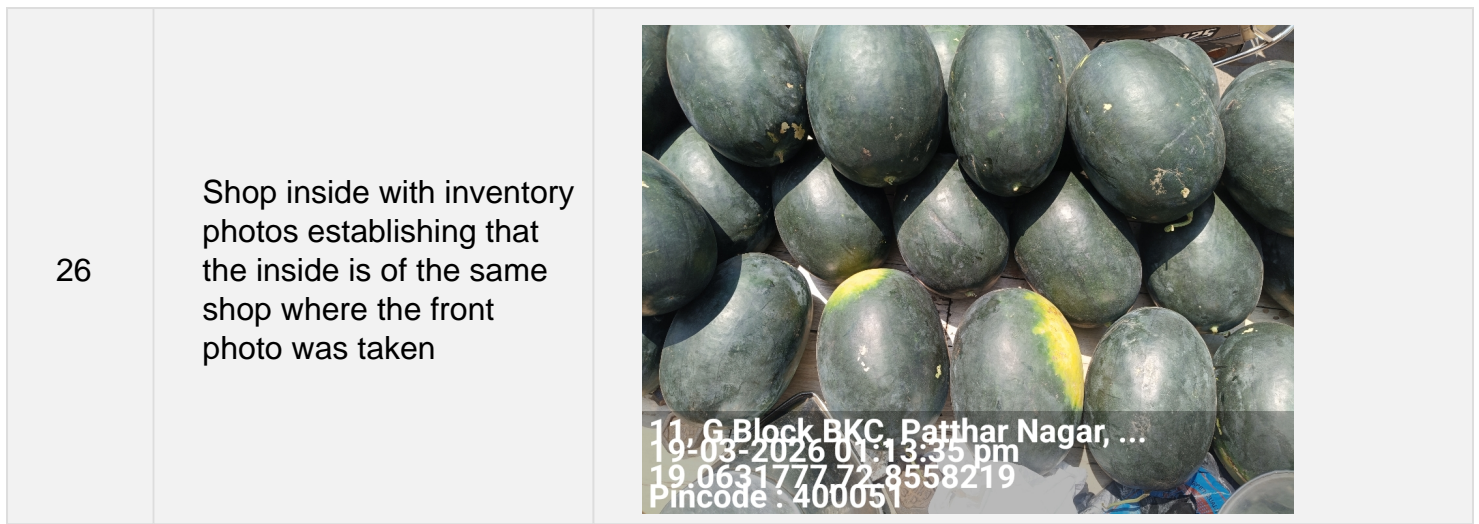 26
Shop inside with inventory
photos establishing that
the inside is of the same
shop where the front
photo was taken
125
11, G Block BKC, Patthar Nagar, ...
19-03-2026 01:13:35 pm
19.0631777,72.8558219
Pincode : 400051